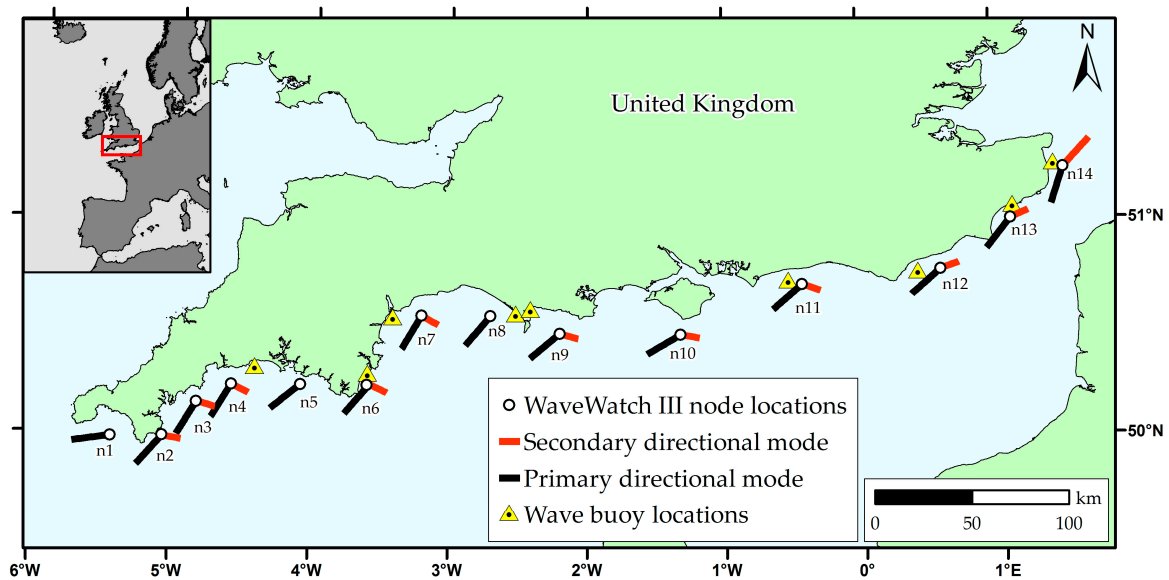 N
United Kingdom
n14
51°N
n13
n12
n11
n7
n8
n9
n10
n4
n5
n6
n3
n1
n2
50°N
WaveWatch III node locations
Secondary directional mode
Primary directional mode
Wave buoy locations
km
0 50 100
6°W 5°W 4°W 3°W 2°W 1°W 0° 1°E